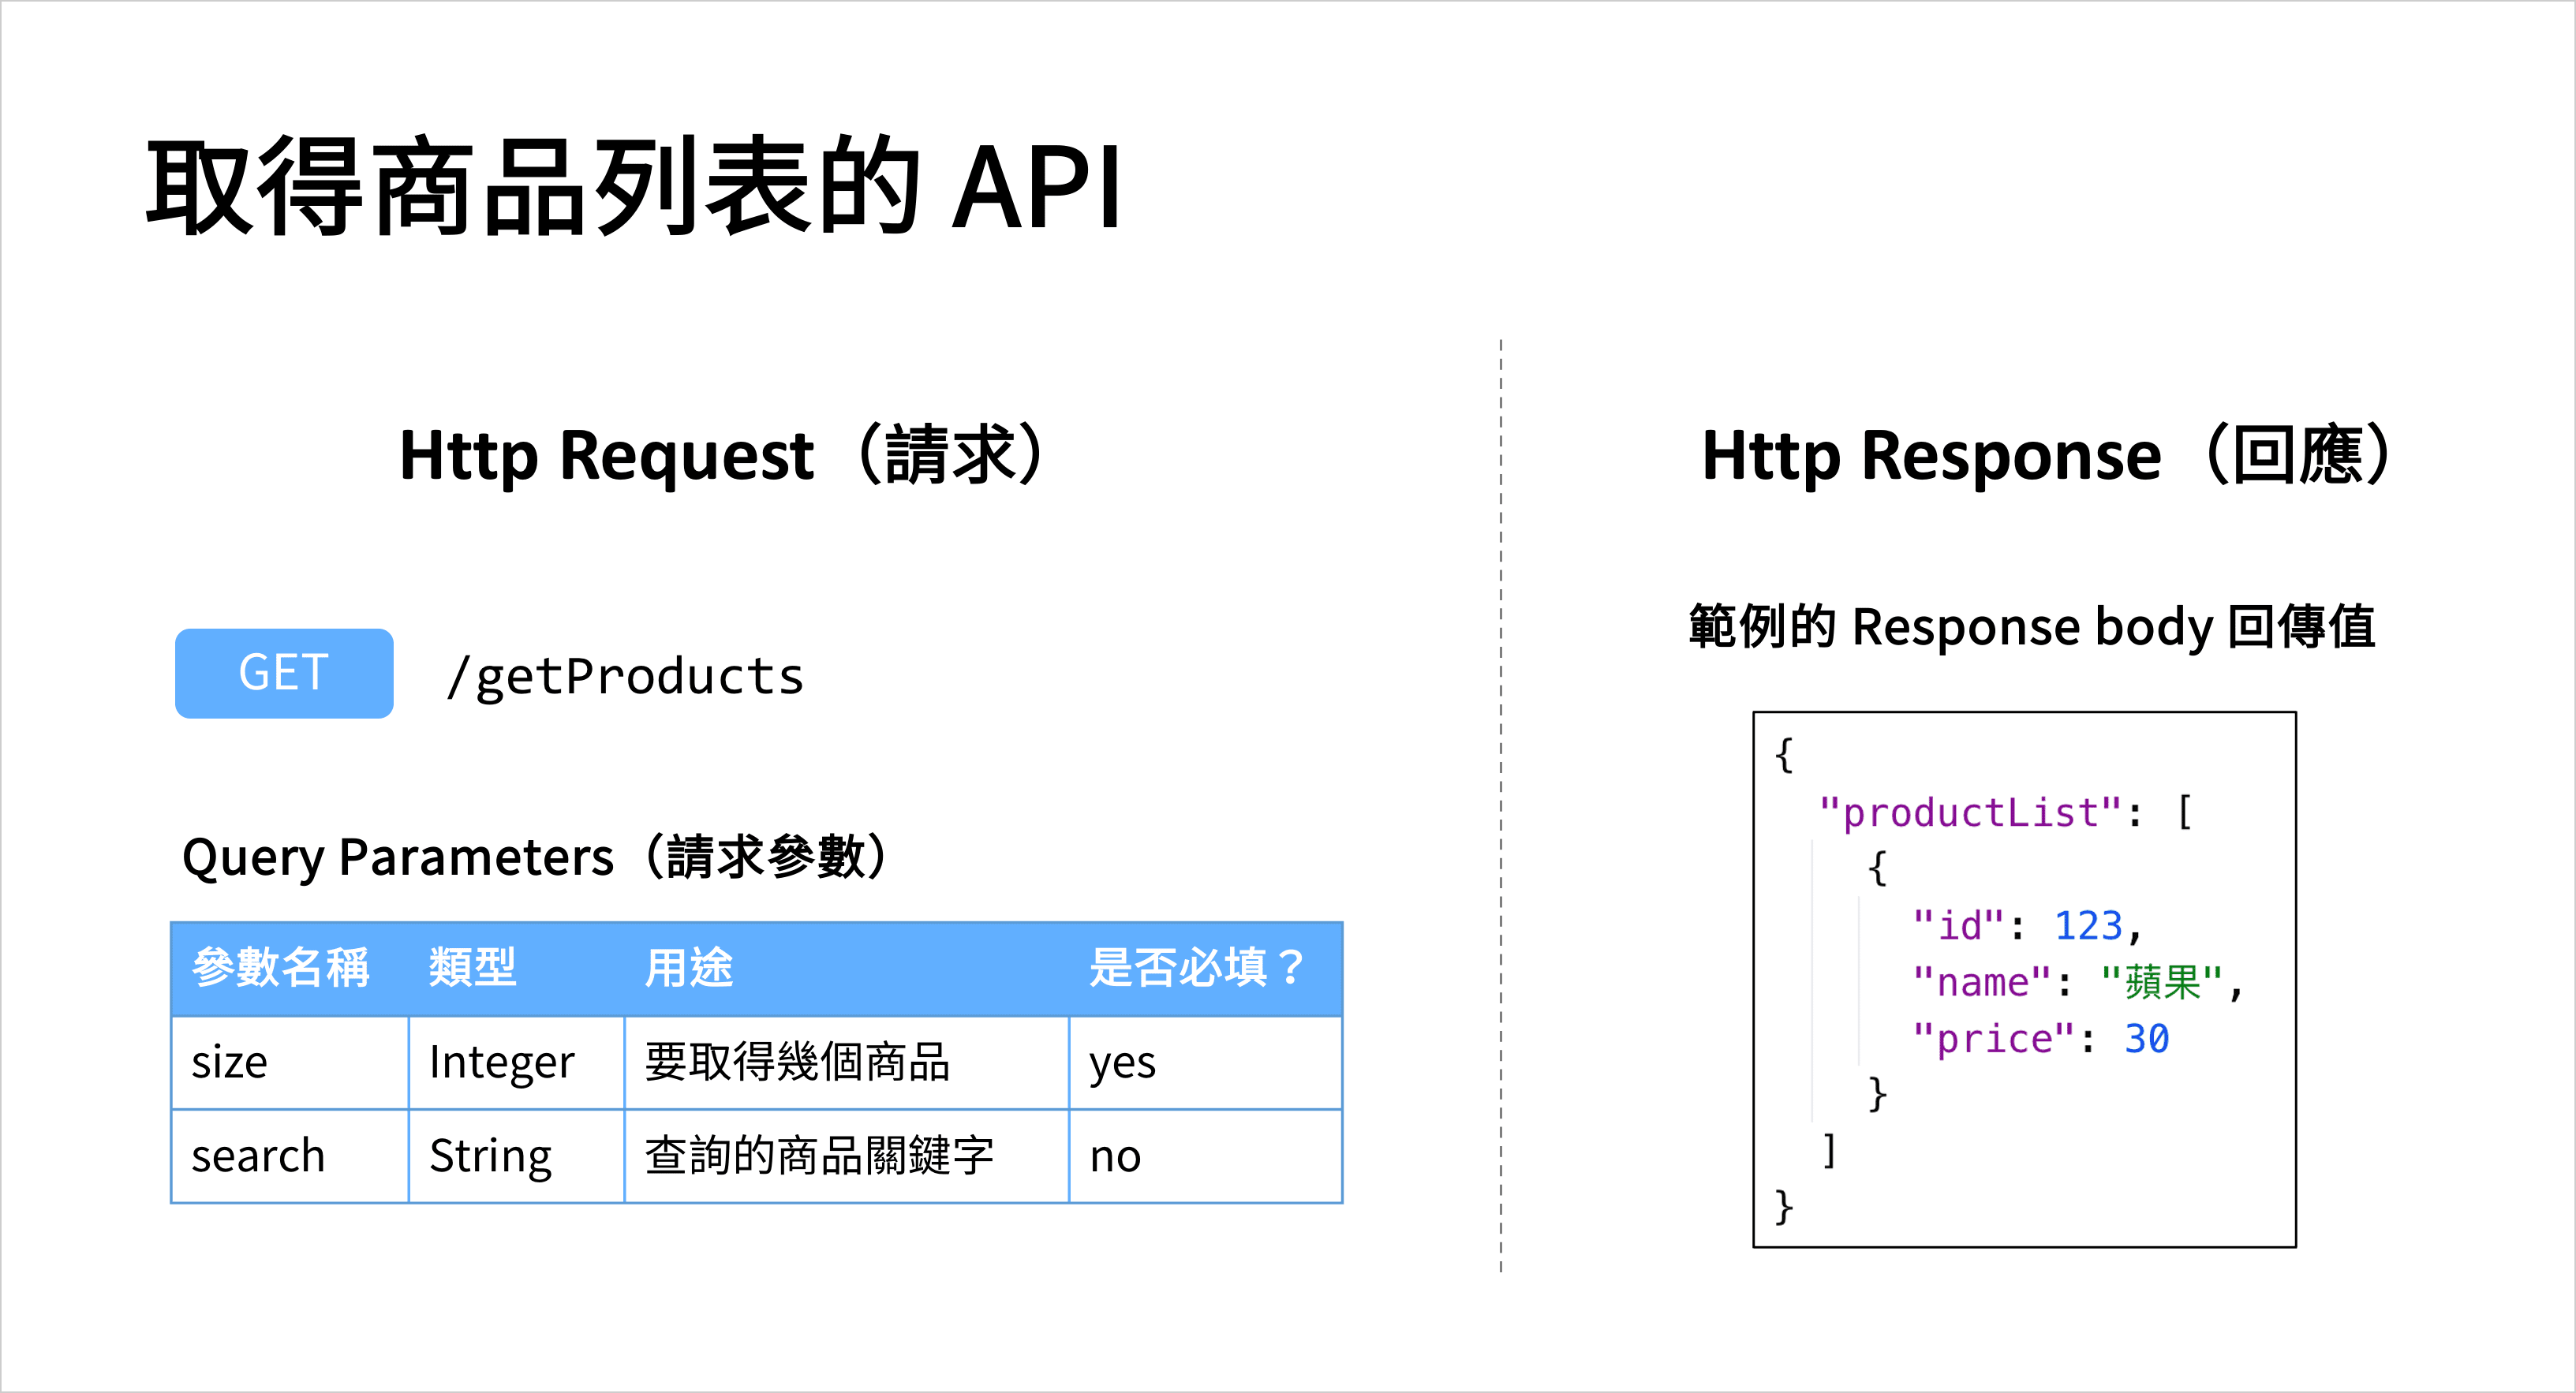 取得商品列表的 API
Http Request（請求）
GET /getProducts
Query Parameters（請求參數）
參數名稱 類型 用途 是否必填？
size Integer 要取得幾個商品 yes
search String 查詢的商品關鍵字 no
Http Response（回應）
範例的 Response body 回傳值
{
"productList": [
{
"id": 123,
"name": "蘋果",
"price": 30
}
]
}